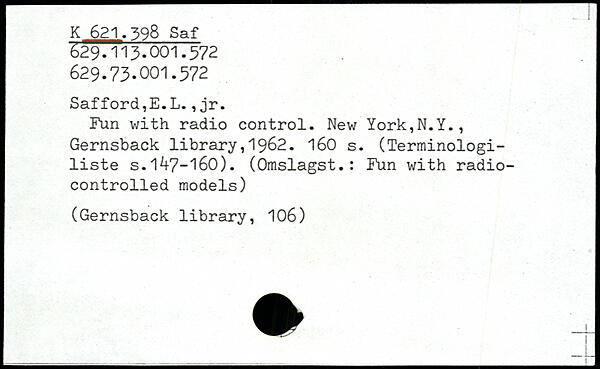 K 621.398 Saf
629.113.001.572
629.73.001.572
Safford,E.L.,jr.
Fun with radio control. New York,N.Y.,
Gernsback library,1962. 160 s. (Terminologi-
liste s.147-160). (Omslagst.: Fun with radio-
controlled models)
(Gernsback library, 106)